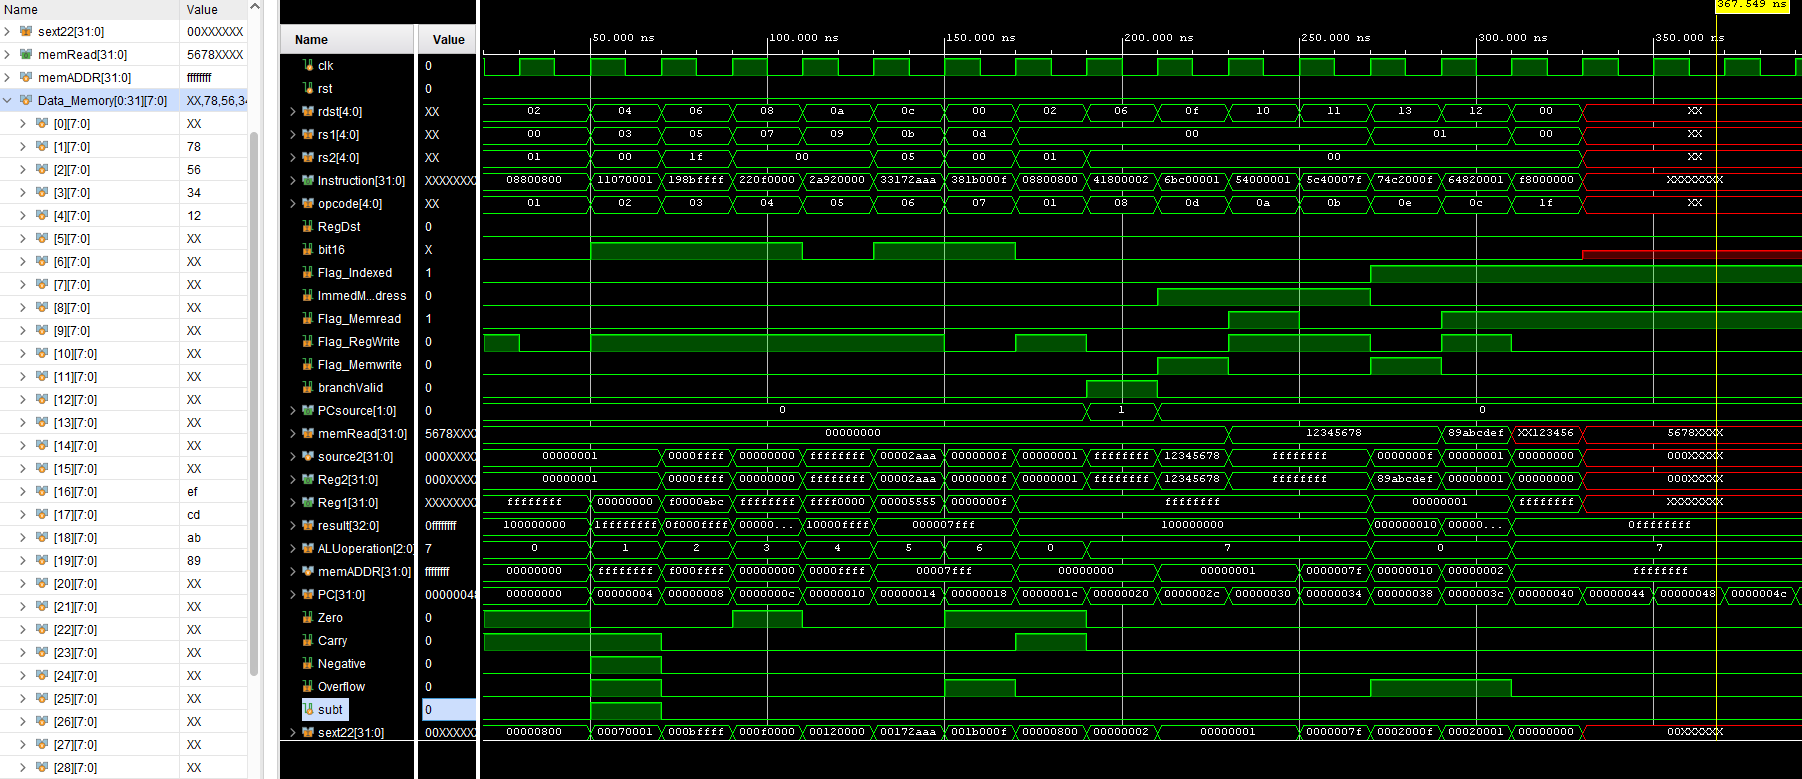 Name Value
sext22[31:0] 00XXXXXX
memRead[31:0] 5678XXXX
memADDR[31:0] ffffffff
Data_Memory[0:31][7:0] XX,78,56,34
[0][7:0] XX
[1][7:0] 78
[2][7:0] 56
[3][7:0] 34
[4][7:0] 12
[5][7:0] XX
[6][7:0] XX
[7][7:0] XX
[8][7:0] XX
[9][7:0] XX
[10][7:0] XX
[11][7:0] XX
[12][7:0] XX
[13][7:0] XX
[14][7:0] XX
[15][7:0] XX
[16][7:0] ef
[17][7:0] cd
[18][7:0] ab
[19][7:0] 89
[20][7:0] XX
[21][7:0] XX
[22][7:0] XX
[23][7:0] XX
[24][7:0] XX
[25][7:0] XX
[26][7:0] XX
[27][7:0] XX
[28][7:0] XX
367.549 ns
Name Value 50.000 ns 100.000 ns 150.000 ns 200.000 ns 250.000 ns 300.000 ns 350.000 ns
clk 0
rst 0
rdst[4:0] XX 02 04 06 08 0a 0c 00 02 06 0f 10 11 13 12 00 XX
rs1[4:0] XX 00 03 05 07 09 0b 0d 00 01 00 XX
rs2[4:0] XX 01 00 1f 00 05 00 01 00 XX
Instruction[31:0] XXXXXXX 08800800 11070001 198bffff 220f0000 2a920000 33172aaa 381b000f 08800800 41800002 6bc00001 54000001 5c40007f 74c2000f 64820001 f8000000 XXXXXXXX
opcode[4:0] XX 01 02 03 04 05 06 07 01 08 0d 0a 0b 0e 0c 1f XX
RegDst 0
bit16 X
Flag_Indexed 1
ImmedM...dress 0
Flag_Memread 1
Flag_RegWrite 0
Flag_Memwrite 0
branchValid 0
PCsource[1:0] 0 0 1 0
memRead[31:0] 5678XXXX 00000000 12345678 89abcdef XX123456 5678XXXX
source2[31:0] 000XXXXX 00000001 0000ffff 00000000 ffffffff 00002aaa 0000000f 00000001 ffffffff 12345678 ffffffff 0000000f 00000001 00000000 000XXXXX
Reg2[31:0] 000XXXXX 00000001 0000ffff 00000000 ffffffff 00002aaa 0000000f 00000001 ffffffff 12345678 ffffffff 89abcdef 00000001 00000000 000XXXXX
Reg1[31:0] XXXXXXX ffffffff 00000000 f0000ebc ffffffff ffff0000 00005555 0000000f ffffffff 00000001 ffffffff XXXXXXXX
result[32:0] 0ffffffff 100000000 1ffffffff 0f000ffff 00000... 10000ffff 000007fff 100000000 000000010 00000... 0ffffffff
ALUoperation[2:0] 7 0 1 2 3 4 5 6 0 7 0 7
memADDR[31:0] ffffffff 00000000 ffffffff f000ffff 00000000 0000ffff 00007fff 00000000 00000001 0000007f 00000010 00000002 ffffffff
PC[31:0] 00000048 00000000 00000004 00000008 0000000c 00000010 00000014 00000018 0000001c 00000020 0000002c 00000030 00000034 00000038 0000003c 00000040 00000044 00000048 0000004c
Zero 0
Carry 0
Negative 0
Overflow 0
subt 0
sext22[31:0] 00XXXXXX 00000800 00070001 000bffff 000f0000 00120000 00172aaa 001b000f 00000800 00000002 00000001 0000007f 0002000f 00020001 00000000 00XXXXXX